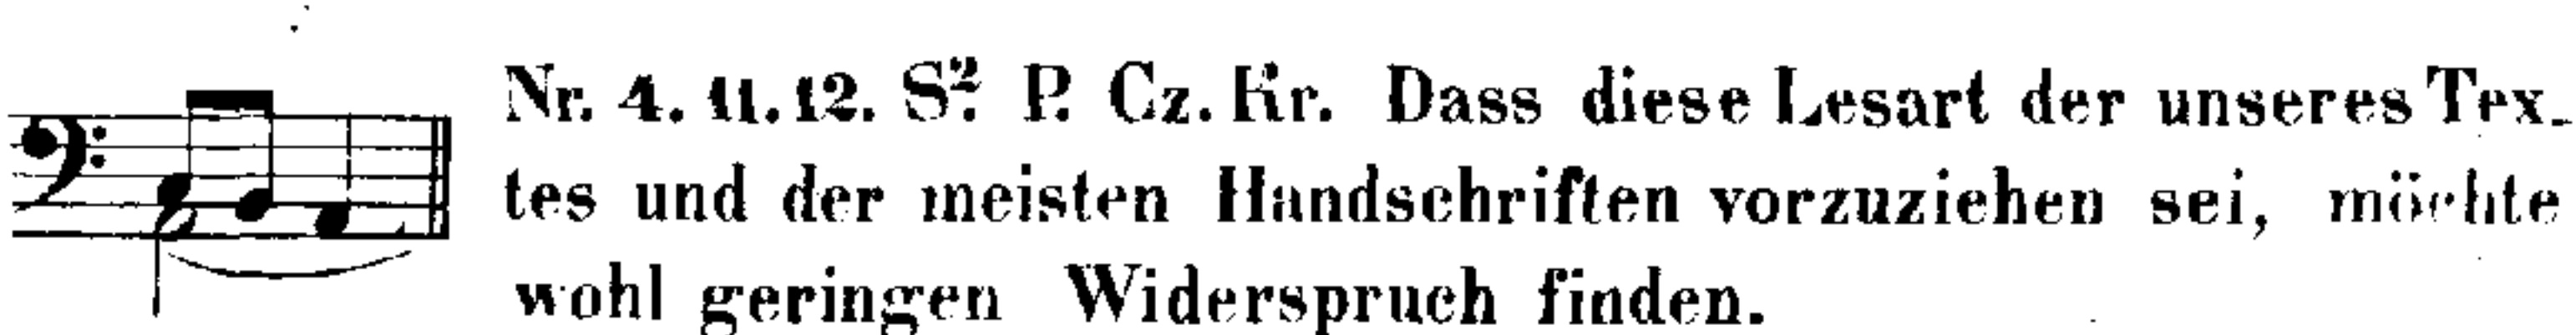 Nr. 4. 11. 12. S². P. Cz. Kr. Dass diese Lesart der unseres Tex-
tes und der meisten Handschriften vorzuziehen sei, möchte
wohl geringen Widerspruch finden.